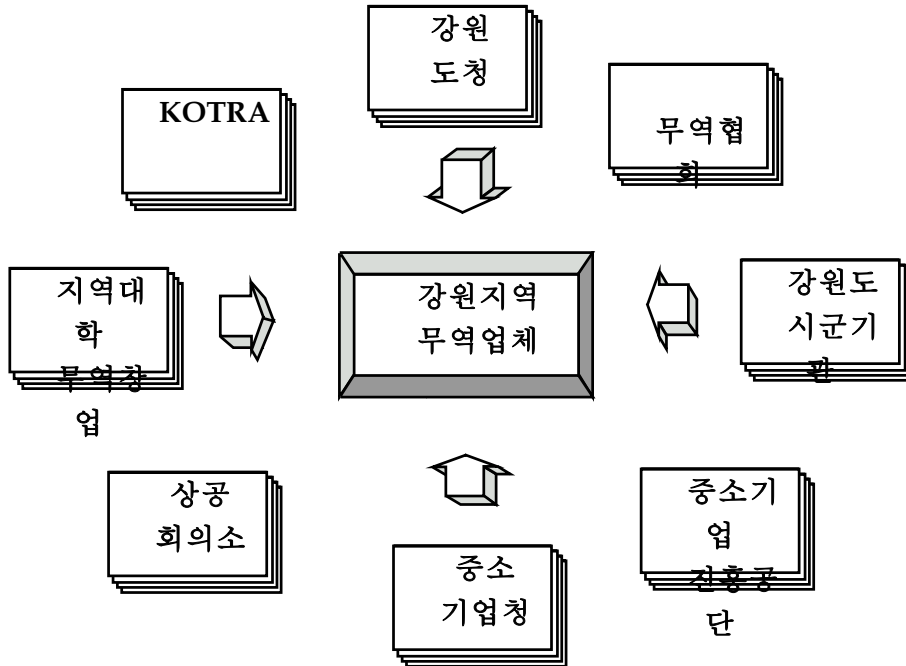 강원
도청
KOTRA
무역협
회
지역대
학
무역창
업
강원지역
무역업체
강원도
시군기
관
상공
회의소
중소
기업청
중소기
업
진흥공
단